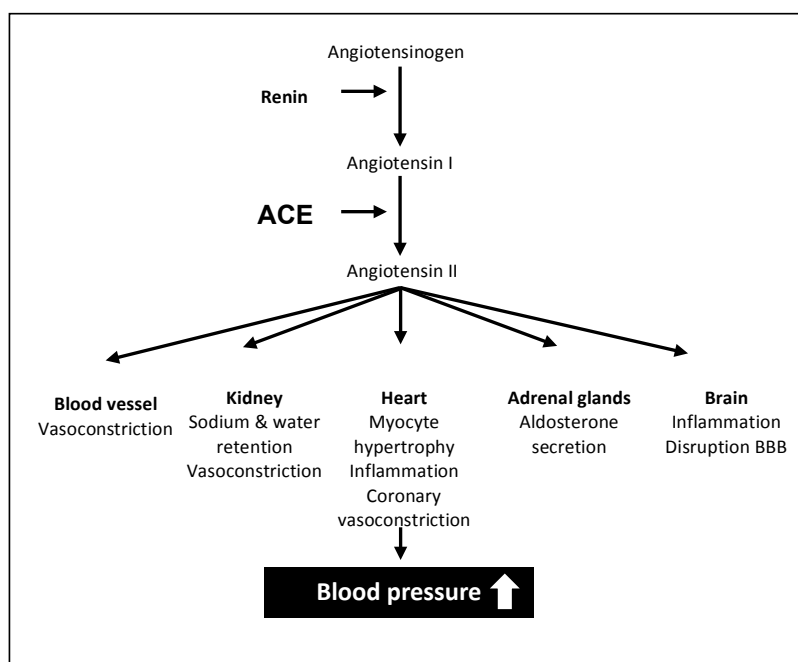 Angiotensinogen
Renin
Angiotensin I
ACE
Angiotensin II
Blood vessel
Vasoconstriction
Kidney
Sodium & water
retention
Vasoconstriction
Heart
Myocyte
hypertrophy
Inflammation
Coronary
vasoconstriction
Adrenal glands
Aldosterone
secretion
Brain
Inflammation
Disruption BBB
Blood pressure